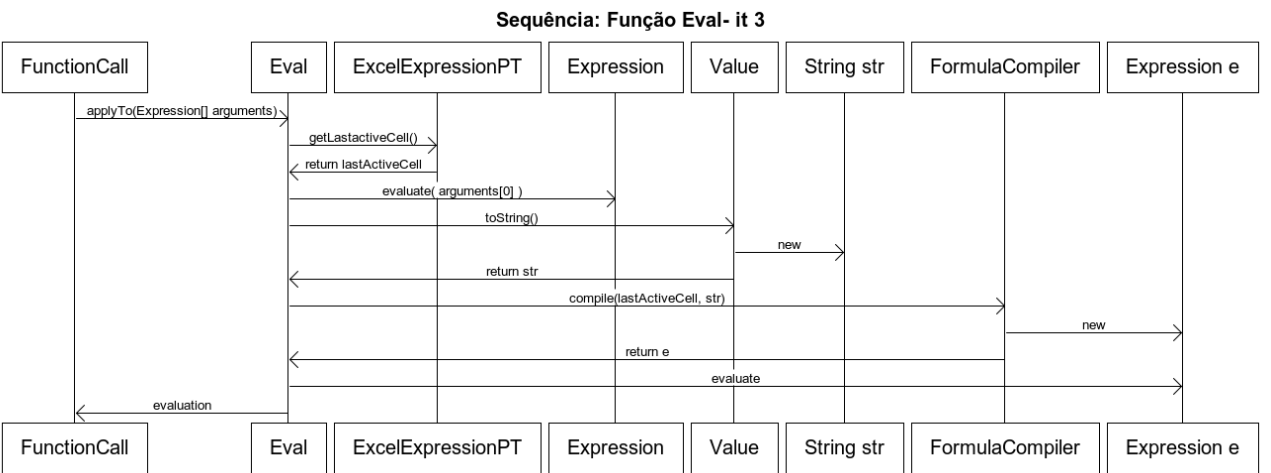 Sequência: Função Eval- it 3
FunctionCall Eval ExcelExpressionPT Expression Value String str FormulaCompiler Expression e
applyTo(Expression[] arguments)
getLastactiveCell()
return lastActiveCell
evaluate( arguments[0] )
toString()
new
return str
compile(lastActiveCell, str)
new
return e
evaluate
evaluation
FunctionCall Eval ExcelExpressionPT Expression Value String str FormulaCompiler Expression e